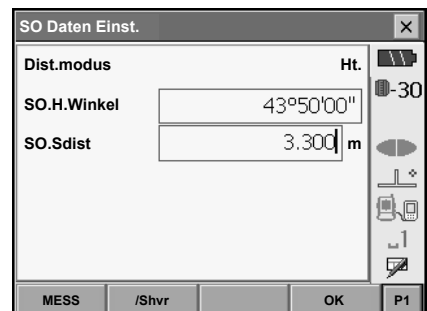 SO Daten Einst.
Dist.modus Ht.
SO.H.Winkel 43°50'00"
SO.Sdist 3.300 m
-30
1
MESS /Shvr OK P1